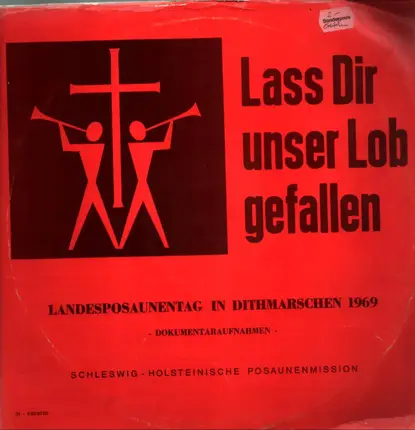 Lass Dir
unser Lob
gefallen
LANDESPOSAUNENTAG IN DITHMARSCHEN 1969
- DOKUMENTARAUFNAHMEN -
SCHLESWIG - HOLSTEINISCHE POSAUNENMISSION